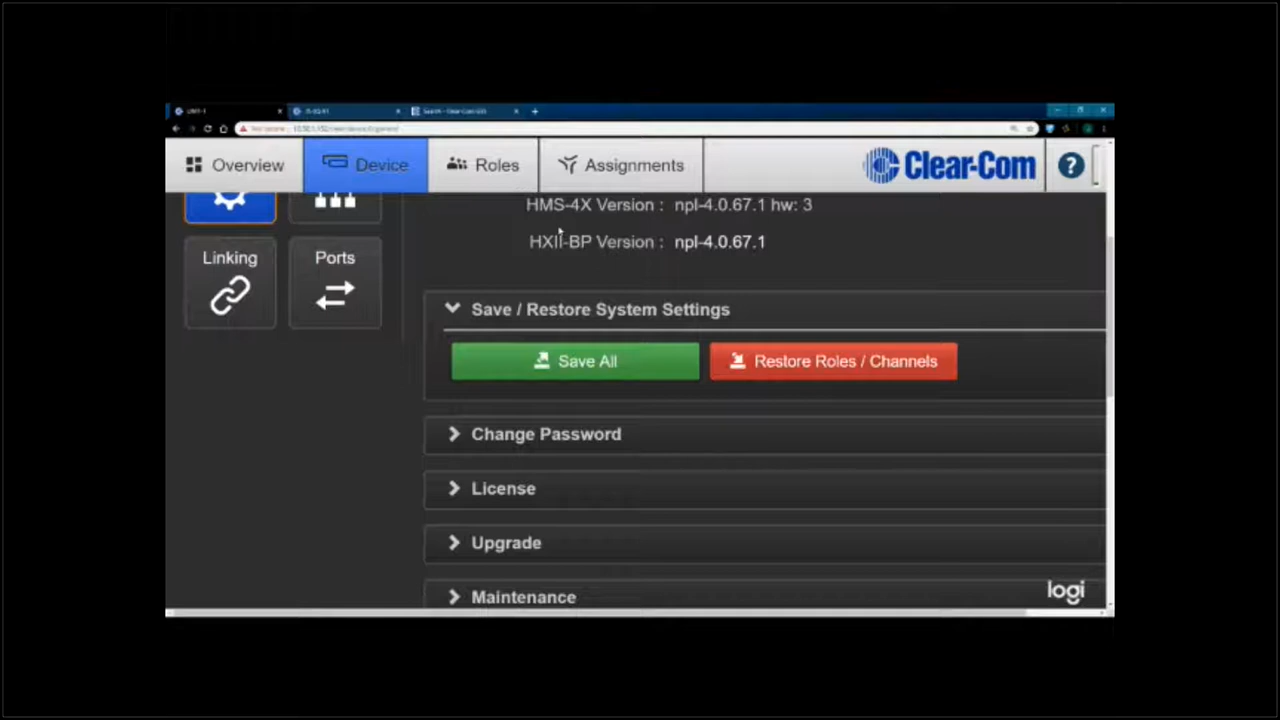 Overview
Device
Roles
Assignments
Clear-Com
?
HMS-4X Version : npl-4.0.67.1 hw: 3
HXII-BP Version : npl-4.0.67.1
Linking
Ports
Save / Restore System Settings
Save All
Restore Roles / Channels
Change Password
License
Upgrade
Maintenance
logi